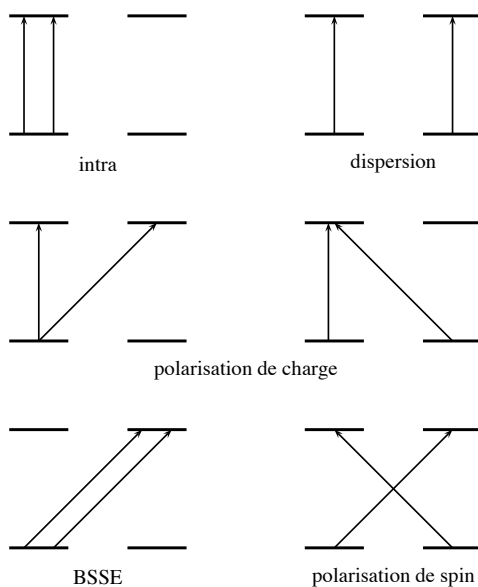 intra
dispersion
polarisation de charge
BSSE
polarisation de spin